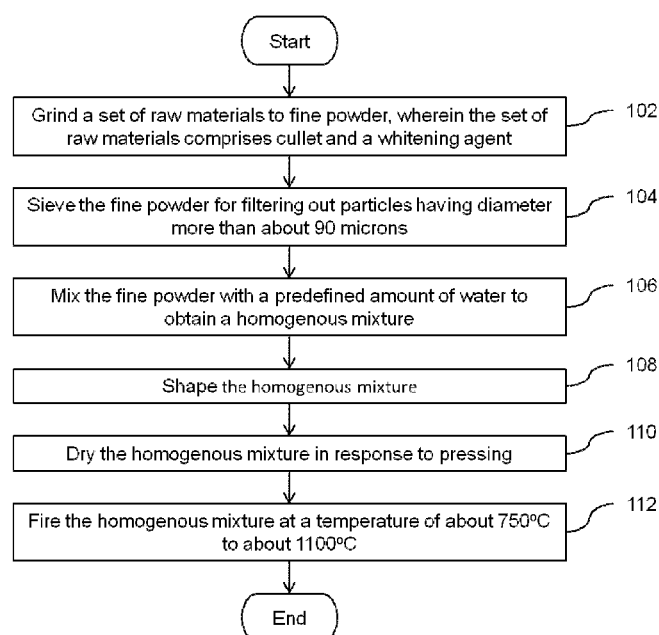 Start
Grind a set of raw materials to fine powder, wherein the set of
raw materials comprises cullet and a whitening agent
102
Sieve the fine powder for filtering out particles having diameter
more than about 90 microns
104
Mix the fine powder with a predefined amount of water to
obtain a homogenous mixture
106
Shape the homogenous mixture
108
Dry the homogenous mixture in response to pressing
110
Fire the homogenous mixture at a temperature of about 750ºC
to about 1100ºC
112
End